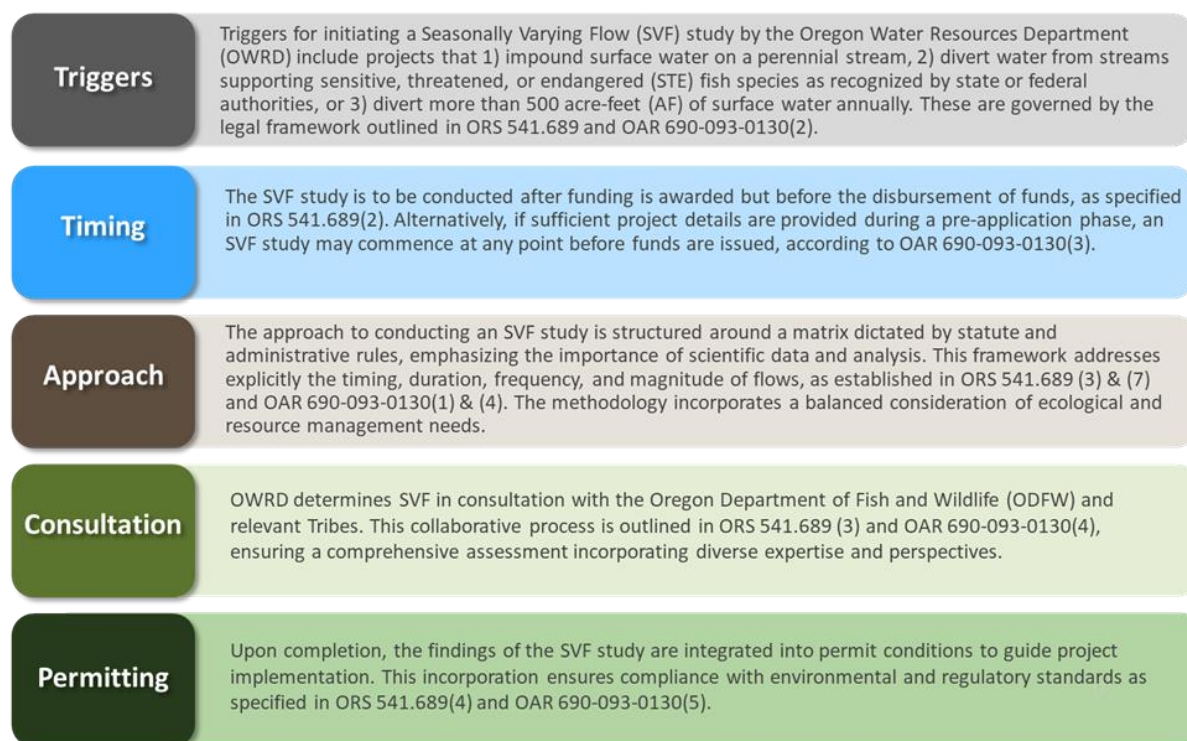 Triggers
Triggers for initiating a Seasonally Varying Flow (SVF) study by the Oregon Water Resources Department
(OWRD) include projects that 1) impound surface water on a perennial stream, 2) divert water from streams
supporting sensitive, threatened, or endangered (STE) fish species as recognized by state or federal
authorities, or 3) divert more than 500 acre-feet (AF) of surface water annually. These are governed by the
legal framework outlined in ORS 541.689 and OAR 690-093-0130(2).
Timing
The SVF study is to be conducted after funding is awarded but before the disbursement of funds, as specified
in ORS 541.689(2). Alternatively, if sufficient project details are provided during a pre-application phase, an
SVF study may commence at any point before funds are issued, according to OAR 690-093-0130(3).
Approach
The approach to conducting an SVF study is structured around a matrix dictated by statute and
administrative rules, emphasizing the importance of scientific data and analysis. This framework addresses
explicitly the timing, duration, frequency, and magnitude of flows, as established in ORS 541.689 (3) & (7)
and OAR 690-093-0130(1) & (4). The methodology incorporates a balanced consideration of ecological and
resource management needs.
Consultation
OWRD determines SVF in consultation with the Oregon Department of Fish and Wildlife (ODFW) and
relevant Tribes. This collaborative process is outlined in ORS 541.689 (3) and OAR 690-093-0130(4),
ensuring a comprehensive assessment incorporating diverse expertise and perspectives.
Permitting
Upon completion, the findings of the SVF study are integrated into permit conditions to guide project
implementation. This incorporation ensures compliance with environmental and regulatory standards as
specified in ORS 541.689(4) and OAR 690-093-0130(5).